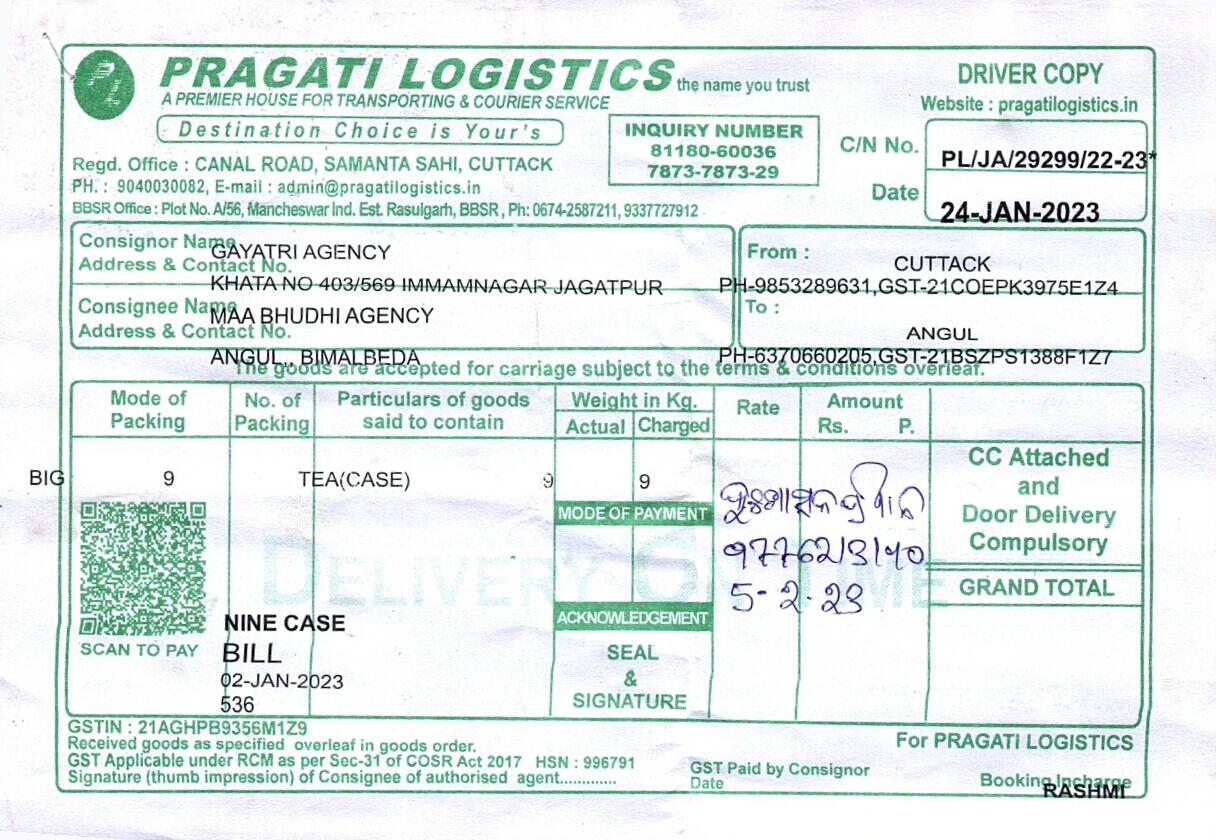 PRAGATI LOGISTICS the name you trust
A PREMIER HOUSE FOR TRANSPORTING & COURIER SERVICE
Destination Choice is Your's
Regd. Office : CANAL ROAD, SAMANTA SAHI, CUTTACK
PH. : 9040030082, E-mail : admin@pragatilogistics.in
BBSR Office : Plot No. A/56, Mancheswar Ind. Est. Rasulgarh, BBSR , Ph: 0674-2587211, 9337727912
INQUIRY NUMBER
81180-60036
7873-7873-29
DRIVER COPY
Website : pragatilogistics.in
C/N No. PL/JA/29299/22-23*
Date 24-JAN-2023
Consignor Name
GAYATRI AGENCY
Address & Contact No.
KHATA NO 403/569 IMMAMNAGAR JAGATPUR
From :
CUTTACK
PH-9853289631,GST-21COEPK3975E1Z4
Consignee Name
MAA BHUDHI AGENCY
Address & Contact No.
ANGUL,, BIMALBEDA
To :
ANGUL
PH-6370660205,GST-21BSZPS1388F1Z7
The goods are accepted for carriage subject to the terms & conditions overleaf.
Mode of Packing
No. of Packing
Particulars of goods said to contain
Weight in Kg.
Actual Charged
Rate
Amount
Rs. P.
BIG 9 TEA(CASE) 9 9
CC Attached
and
Door Delivery
Compulsory
GRAND TOTAL
MODE OF PAYMENT
DELIVERY ON TIME
5-2-23
ACKNOWLEDGEMENT
SEAL
&
SIGNATURE
SCAN TO PAY
NINE CASE
BILL
02-JAN-2023
536
GSTIN : 21AGHPB9356M1Z9
Received goods as specified overleaf in goods order.
GST Applicable under RCM as per Sec-31 of COSR Act 2017 HSN : 996791
Signature (thumb impression) of Consignee of authorised agent.............
GST Paid by Consignor
Date
For PRAGATI LOGISTICS
Booking Incharge
RASHMI